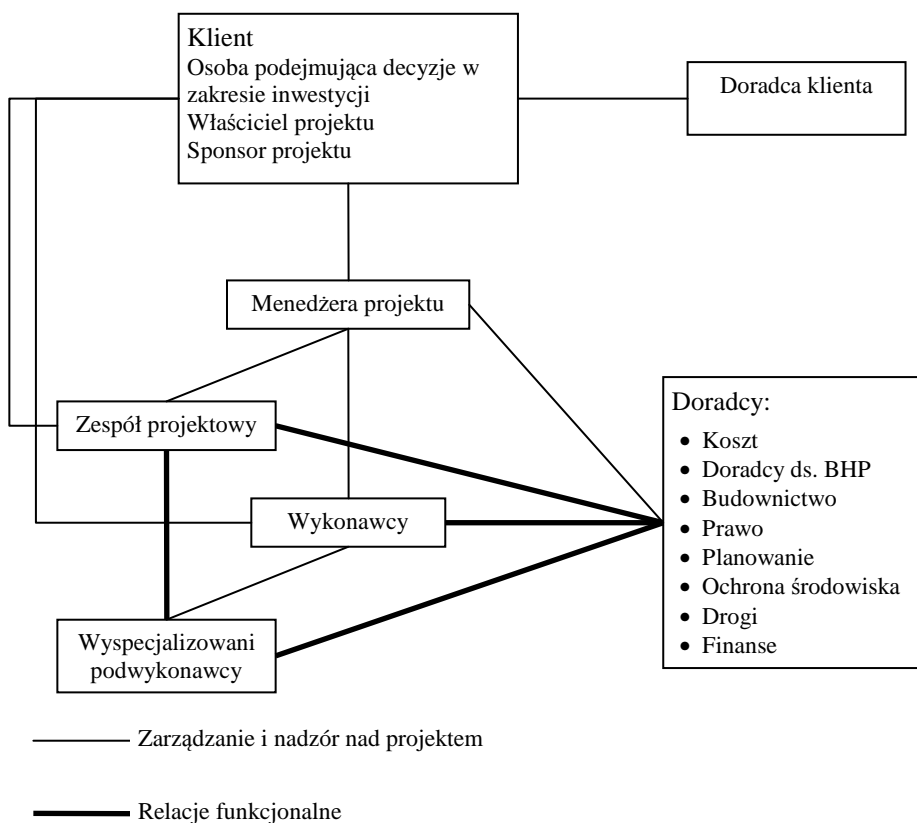 Klient
Osoba podejmująca decyzje w
zakresie inwestycji
Właściciel projektu
Sponsor projektu
Doradca klienta
Menedżera projektu
Zespół projektowy
Doradcy:
• Koszt
• Doradcy ds. BHP
• Budownictwo
• Prawo
• Planowanie
• Ochrona środowiska
• Drogi
• Finanse
Wykonawcy
Wyspecjalizowani
podwykonawcy
Zarządzanie i nadzór nad projektem
Relacje funkcjonalne